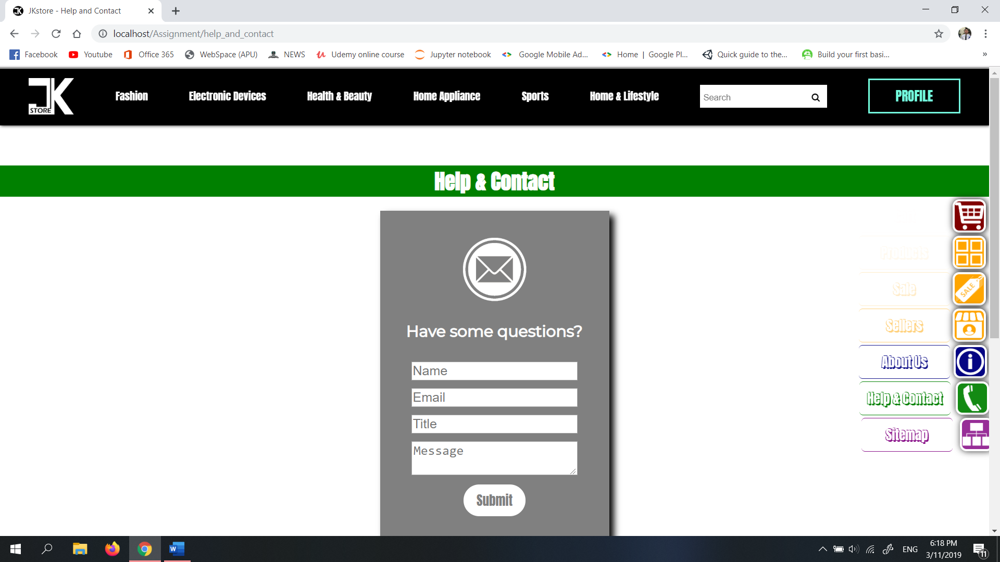 JKstore - Help and Contact
localhost/Assignment/help_and_contact
Facebook Youtube Office 365 WebSpace (APU) NEWS Udemy online course Jupyter notebook Google Mobile Ad... Home | Google Pl... Quick guide to the... Build your first basi... »
JK STORE Fashion Electronic Devices Health & Beauty Home Appliance Sports Home & Lifestyle Search PROFILE
Help & Contact
Have some questions?
Name
Email
Title
Message
Submit
Products
Sale SALE
Sellers
About Us
Help & Contact
Sitemap
W ENG 6:18 PM
3/11/2019 11